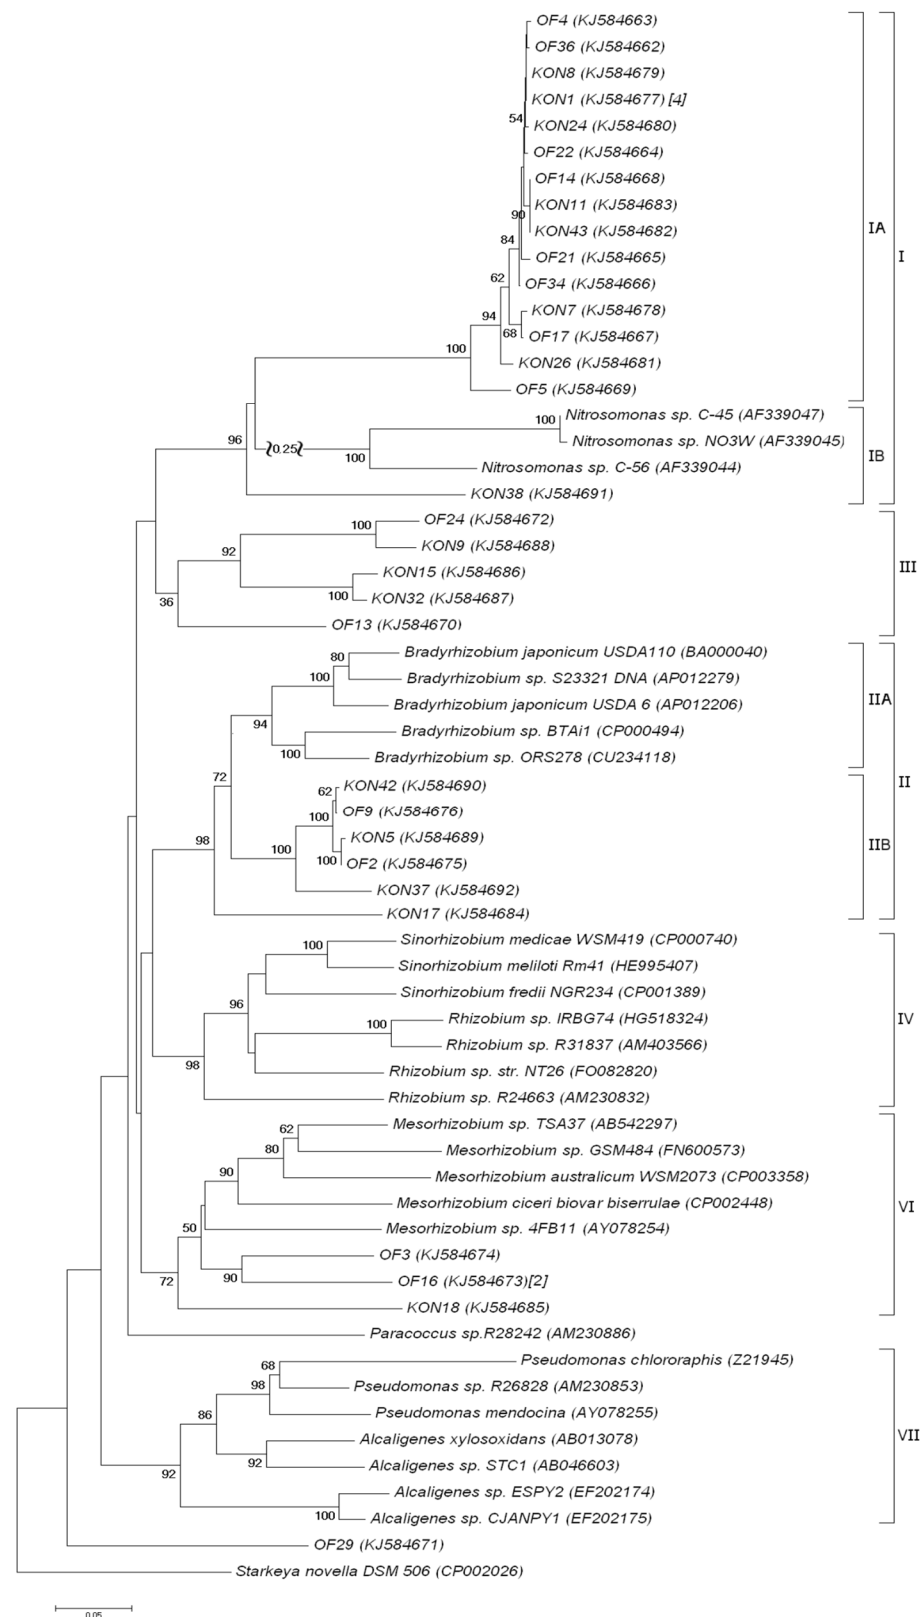 OF4 (KJ584663)
OF36 (KJ584662)
KON8 (KJ584679)
KON1 (KJ584677) [4]
54
KON24 (KJ584680)
OF22 (KJ584664)
OF14 (KJ584668)
KON11 (KJ584683)
90
KON43 (KJ584682)
IA
84
OF21 (KJ584665)
I
62
OF34 (KJ584666)
94
KON7 (KJ584678)
68
OF17 (KJ584667)
100
KON26 (KJ584681)
OF5 (KJ584669)
100
Nitrosomonas sp. C-45 (AF339047)
96
Nitrosomonas sp. NO3W (AF339045)
0.25
100
IB
Nitrosomonas sp. C-56 (AF339044)
KON38 (KJ584691)
100
OF24 (KJ584672)
92
KON9 (KJ584688)
III
KON15 (KJ584686)
100
KON32 (KJ584687)
36
OF13 (KJ584670)
80
Bradyrhizobium japonicum USDA110 (BA000040)
100
Bradyrhizobium sp. S23321 DNA (AP012279)
IIA
Bradyrhizobium japonicum USDA 6 (AP012206)
94
Bradyrhizobium sp. BTAi1 (CP000494)
100
Bradyrhizobium sp. ORS278 (CU234118)
72
II
62
KON42 (KJ584690)
100
OF9 (KJ584676)
98
KON5 (KJ584689)
IIB
100
100
OF2 (KJ584675)
KON37 (KJ584692)
KON17 (KJ584684)
100
Sinorhizobium medicae WSM419 (CP000740)
Sinorhizobium meliloti Rm41 (HE995407)
96
Sinorhizobium fredii NGR234 (CP001389)
100
Rhizobium sp. IRBG74 (HG518324)
IV
Rhizobium sp. R31837 (AM403566)
98
Rhizobium sp. str. NT26 (FO082820)
Rhizobium sp. R24663 (AM230832)
62
Mesorhizobium sp. TSA37 (AB542297)
80
Mesorhizobium sp. GSM484 (FN600573)
90
Mesorhizobium australicum WSM2073 (CP003358)
Mesorhizobium ciceri biovar biserrulae (CP002448)
VI
50
Mesorhizobium sp. 4FB11 (AY078254)
OF3 (KJ584674)
72
90
OF16 (KJ584673)[2]
KON18 (KJ584685)
Paracoccus sp.R28242 (AM230886)
68
Pseudomonas chlororaphis (Z21945)
98
Pseudomonas sp. R26828 (AM230853)
86
Pseudomonas mendocina (AY078255)
VII
Alcaligenes xylosoxidans (AB013078)
92
92
Alcaligenes sp. STC1 (AB046603)
Alcaligenes sp. ESPY2 (EF202174)
100
Alcaligenes sp. CJANPY1 (EF202175)
OF29 (KJ584671)
Starkeya novella DSM 506 (CP002026)
0.05